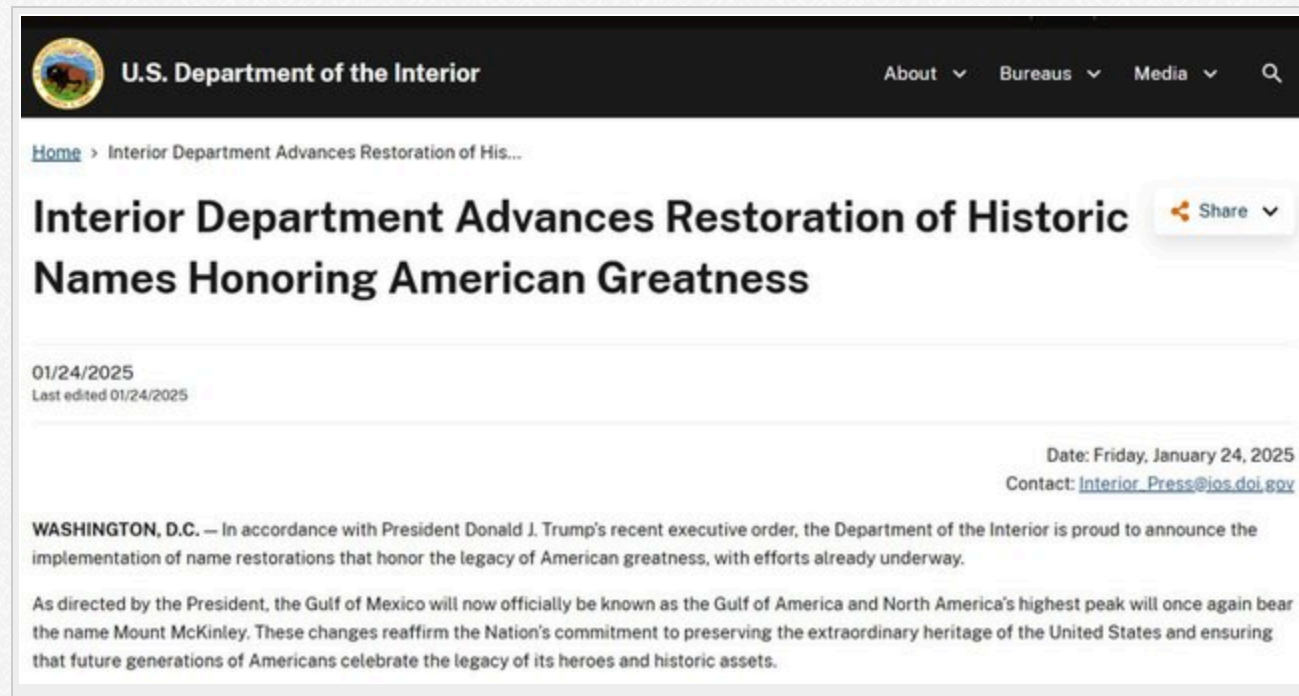 U.S. Department of the Interior
About
Bureaus
Media
Home > Interior Department Advances Restoration of His...
Interior Department Advances Restoration of Historic
Share
Names Honoring American Greatness
01/24/2025
Last edited 01/24/2025
Date: Friday, January 24, 2025
Contact: Interior_Press@ios.doi.gov
WASHINGTON, D.C. — In accordance with President Donald J. Trump's recent executive order, the Department of the Interior is proud to announce the
implementation of name restorations that honor the legacy of American greatness, with efforts already underway.
As directed by the President, the Gulf of Mexico will now officially be known as the Gulf of America and North America's highest peak will once again bear
the name Mount McKinley. These changes reaffirm the Nation's commitment to preserving the extraordinary heritage of the United States and ensuring
that future generations of Americans celebrate the legacy of its heroes and historic assets.